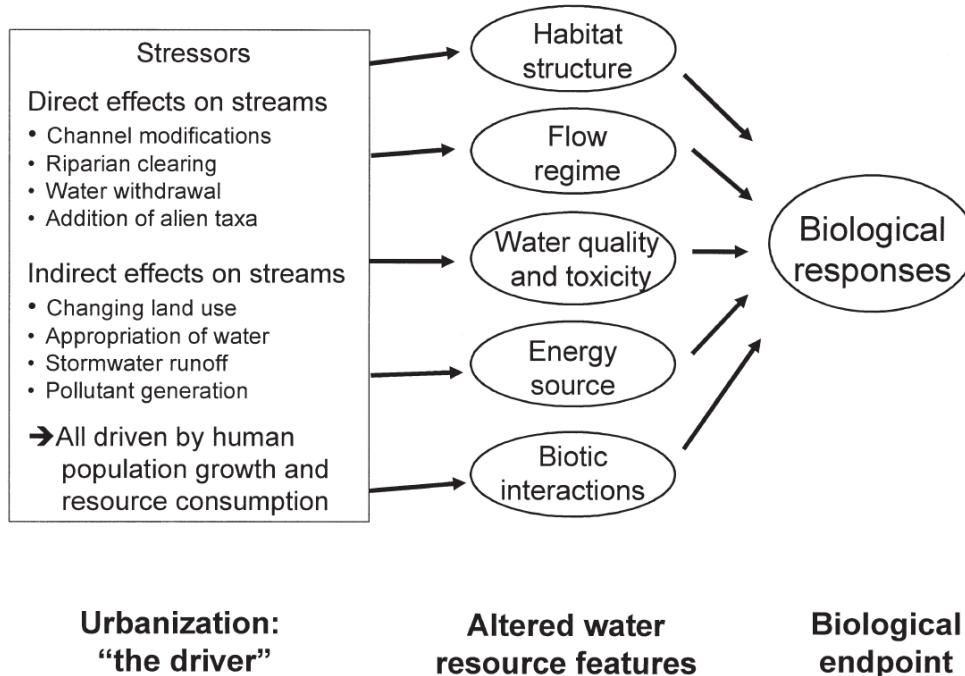 Stressors
Direct effects on streams
• Channel modifications
• Riparian clearing
• Water withdrawal
• Addition of alien taxa
Indirect effects on streams
• Changing land use
• Appropriation of water
• Stormwater runoff
• Pollutant generation
➔All driven by human
population growth and
resource consumption
Habitat
structure
Flow
regime
Water quality
and toxicity
Energy
source
Biotic
interactions
Biological
responses
Urbanization:
“the driver”
Altered water
resource features
Biological
endpoint